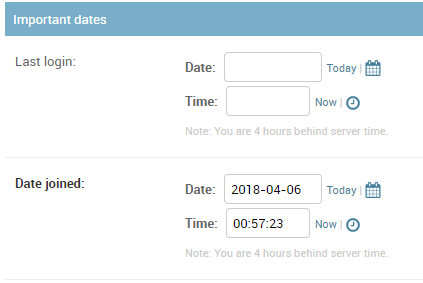 Important dates
Last login:
Date: Today |
Time: Now |
Note: You are 4 hours behind server time.
Date joined:
Date: 2018-04-06 Today |
Time: 00:57:23 Now |
Note: You are 4 hours behind server time.